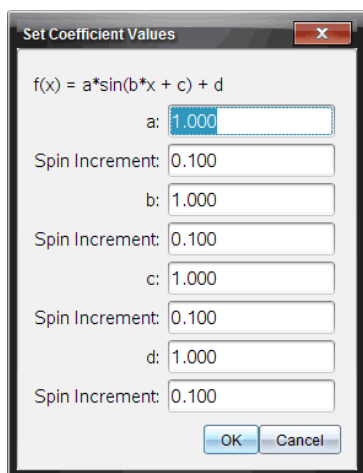 Set Coefficient Values
f(x) = a*sin(b*x + c) + d
a: 1.000
Spin Increment: 0.100
b: 1.000
Spin Increment: 0.100
c: 1.000
Spin Increment: 0.100
d: 1.000
Spin Increment: 0.100
OK Cancel